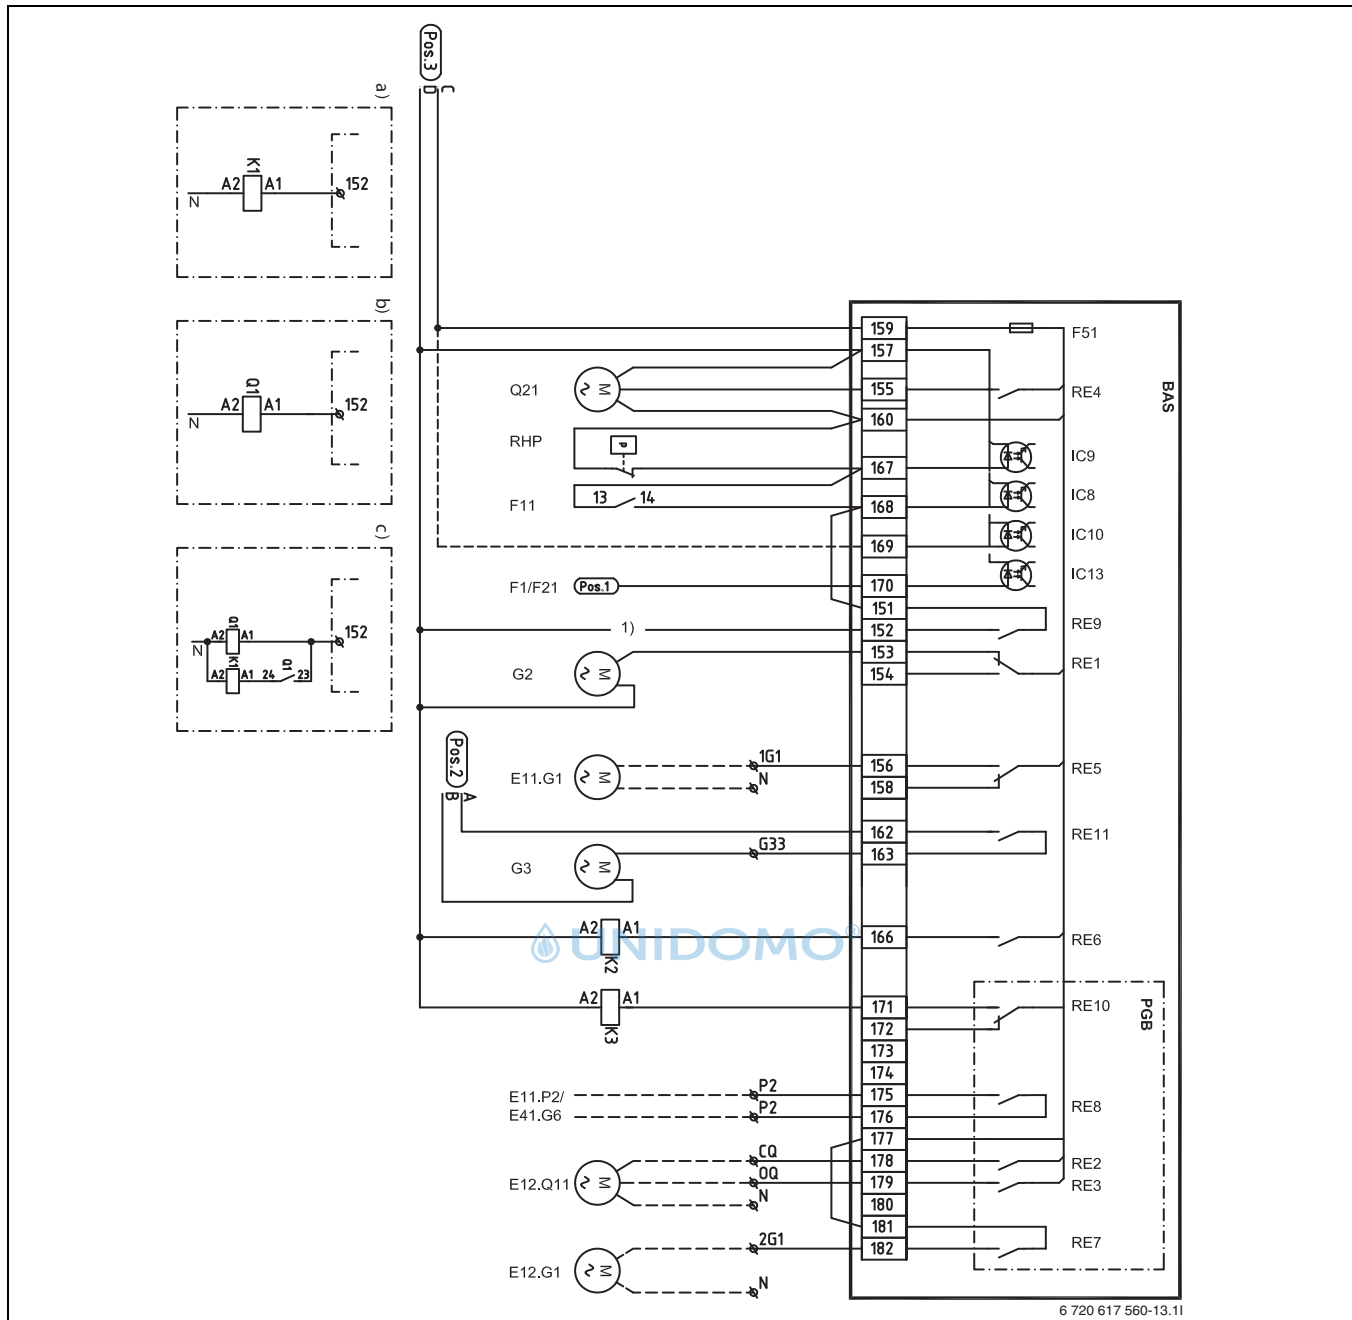 Pos.3
C
D
a)
K1
A2
A1
152
N
b)
Q1
A2
A1
152
N
c)
Q1
A2
A1
152
N
K1
A2
A1
24
Q1
23
BAS
159
F51
157
Q21
M
~
155
RE4
160
RHP
P
IC9
167
F11
13
14
IC8
168
IC10
169
IC13
F1/F21
Pos.1
170
151
1)
152
RE9
153
RE1
G2
M
~
154
Pos.2
A
B
E11.G1
M
~
1G1
N
156
RE5
158
162
RE11
G3
M
~
G33
163
A2
A1
K2
166
RE6
UNIDOMO®
A2
A1
K3
PGB
171
RE10
172
173
174
E11.P2/
E41.G6
P2
P2
175
176
RE8
177
CQ
178
RE2
E12.Q11
M
~
OQ
179
RE3
N
180
181
RE7
2G1
182
E12.G1
M
~
N
6 720 617 560-13.1I